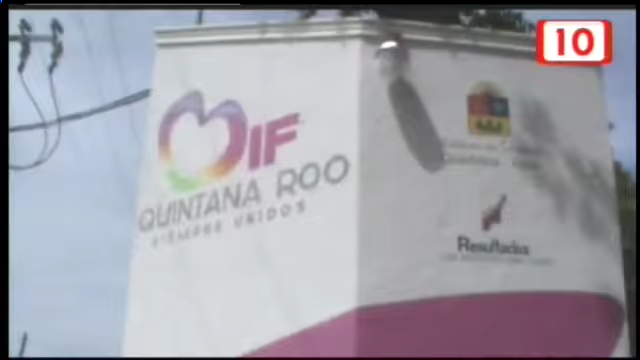 10
DIF
QUINTANA ROO
SIEMPRE UNIDOS
Resultados